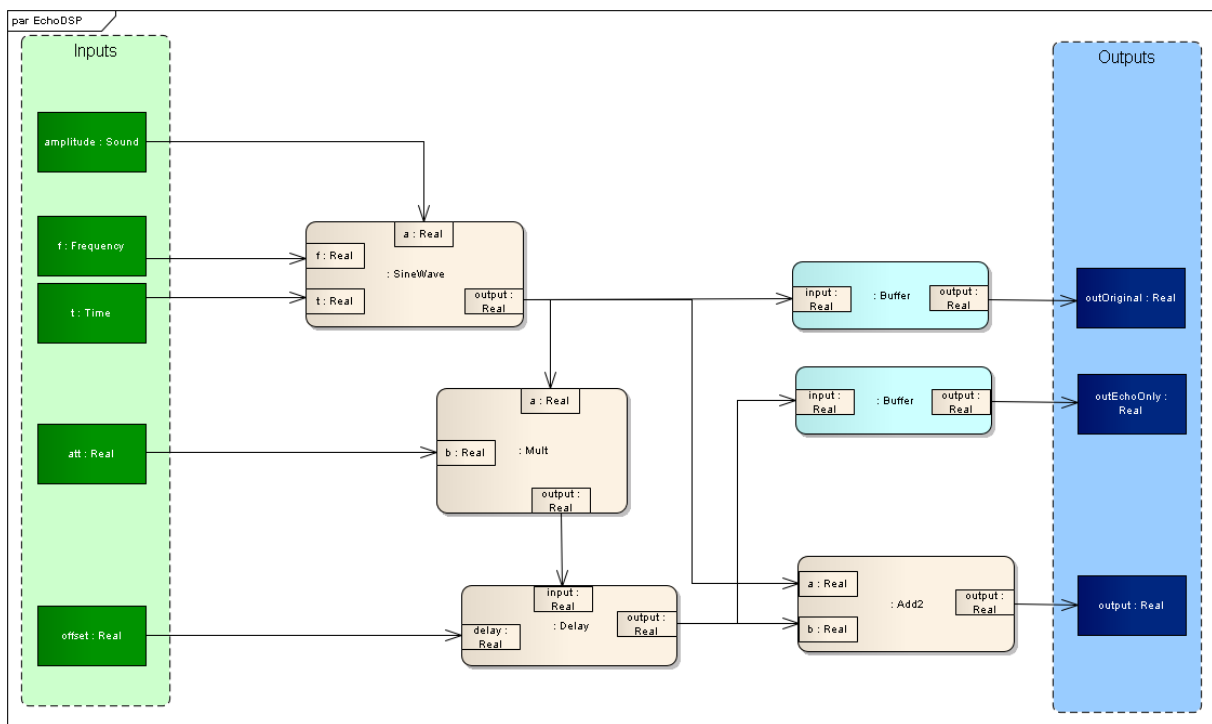 par EchoDSP
Inputs
Outputs
amplitude : Sound
f : Frequency
t : Time
att : Real
offset : Real
a : Real
f : Real
: SineWave
t : Real
output :
Real
a : Real
b : Real
: Mult
output :
Real
input :
Real
: Delay
delay :
Real
output :
Real
input :
Real
: Buffer
output :
Real
input :
Real
: Buffer
output :
Real
a : Real
: Add2
b : Real
output :
Real
outOriginal : Real
outEchoOnly :
Real
output : Real